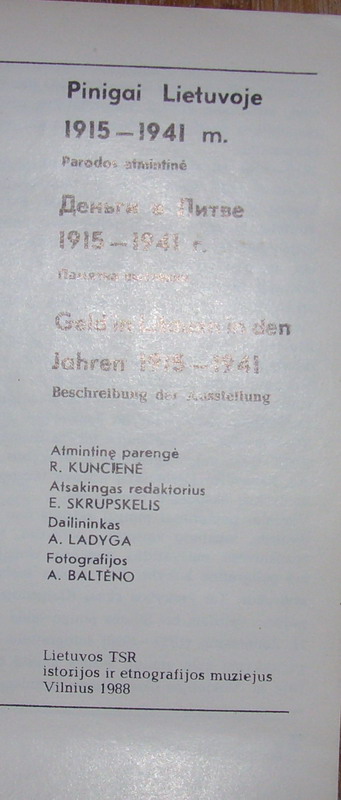 Pinigai Lietuvoje
1915—1941 m.
Parodos atmintinė
Деньги в Литве
1915—1941 г.
Geld in in den
Jahren 1915—1941
Beschreibung der Ausstellung
Atmintinę parengė
R. KUNCIENĖ
Atsakingas redaktorius
E. SKRUPSKELIS
Dailininkas
A. LADYGA
Fotografijos
A. BALTĖNO
Lietuvos TSR
istorijos ir etnografijos muziejus
Vilnius 1988